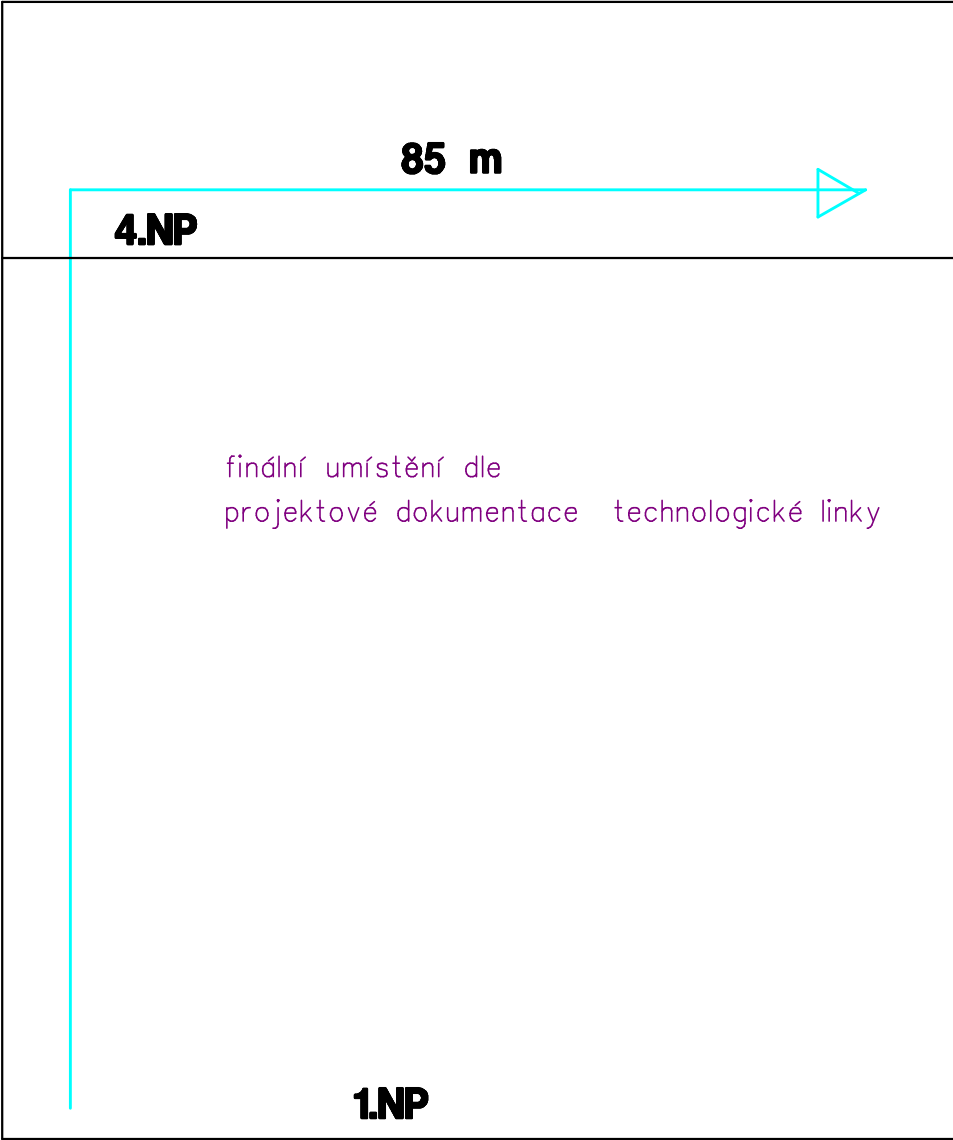 85 m
4.NP
finální umístění dle
projektové dokumentace technologické linky
1.NP